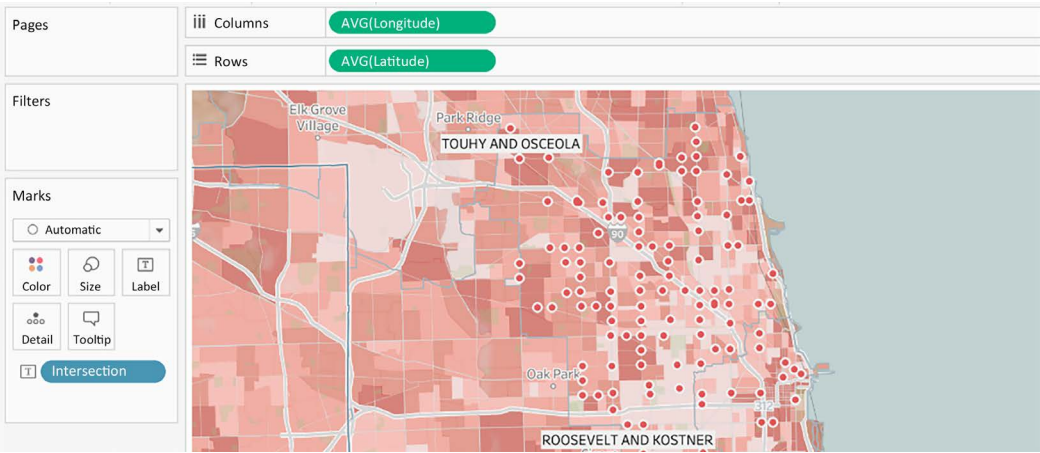 Pages
Columns
AVG(Longitude)
Rows
AVG(Latitude)
Filters
Marks
Automatic
Color
Size
Label
Detail
Tooltip
Intersection
Elk Grove
Village
Park Ridge
TOUHY AND OSCEOLA
90
Oak Park
312
ROOSEVELT AND KOSTNER